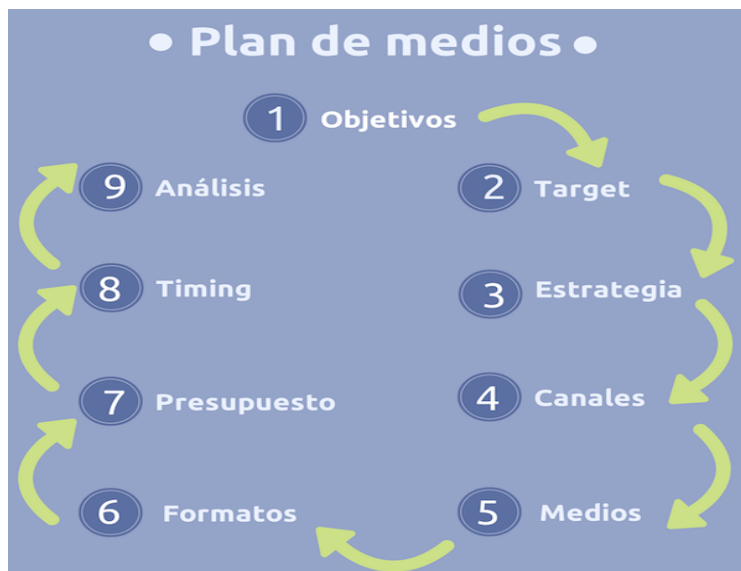 • Plan de medios •
1 Objetivos
2 Target
3 Estrategia
4 Canales
5 Medios
6 Formatos
7 Presupuesto
8 Timing
9 Análisis